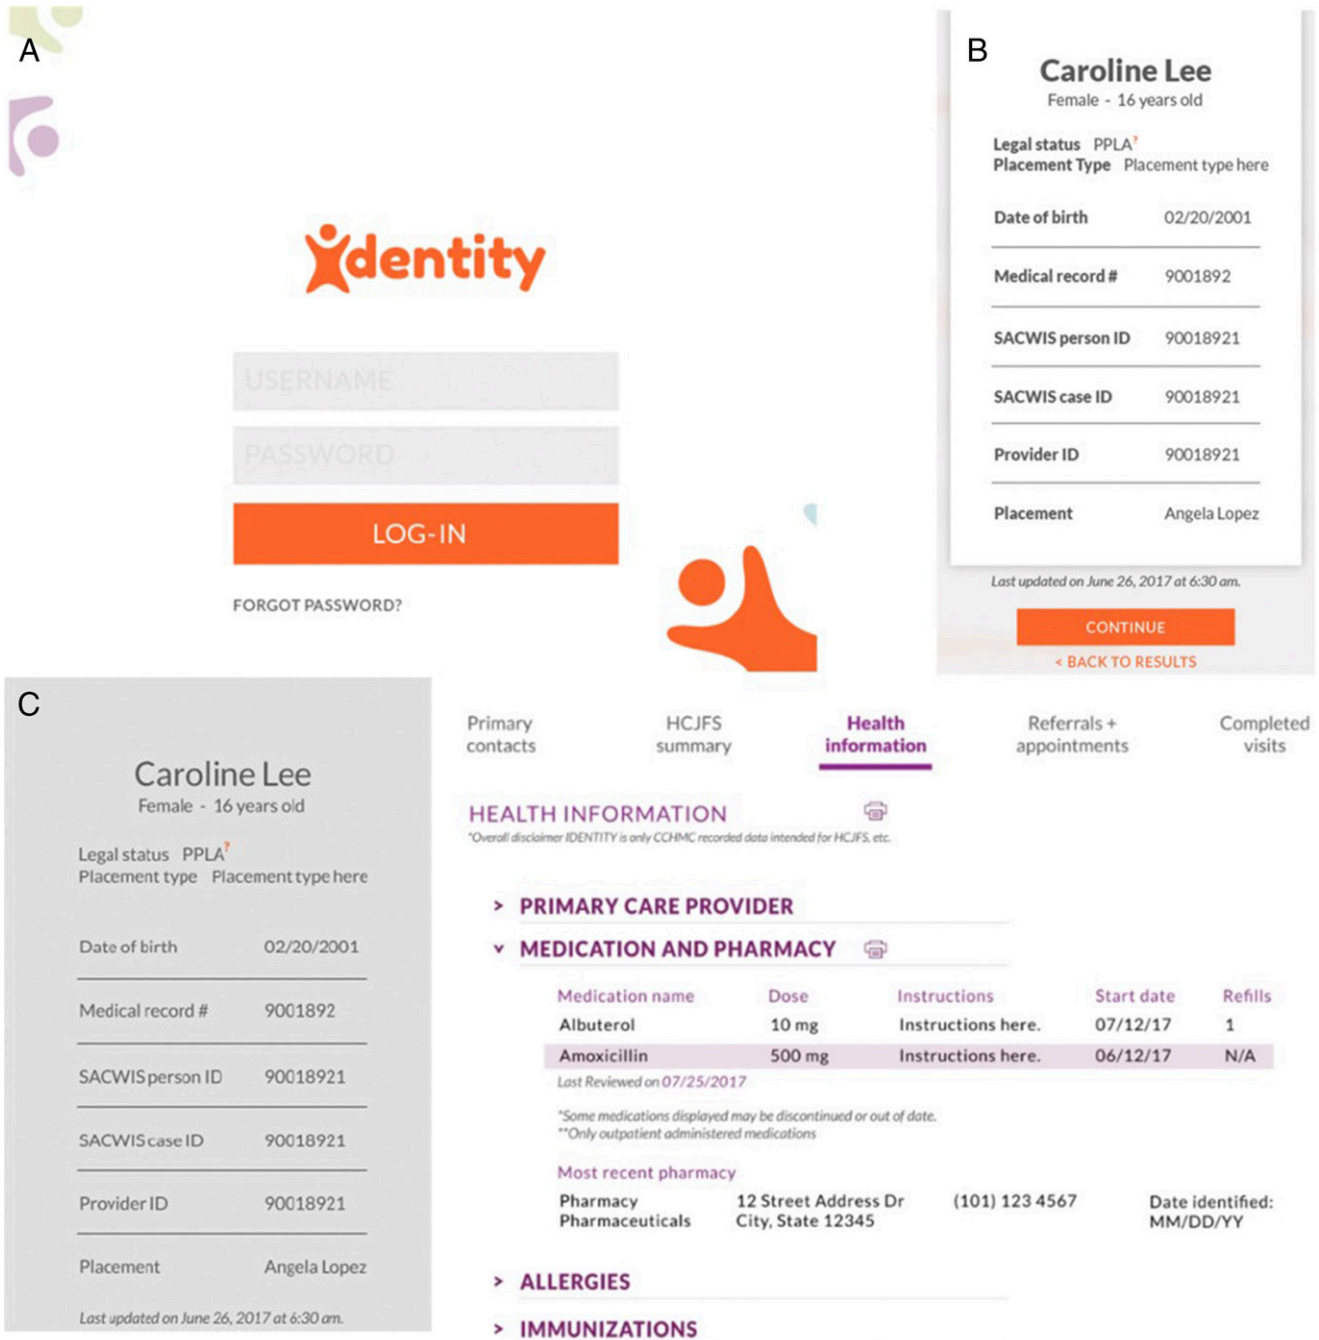 A
identity
USERNAME
PASSWORD
LOG-IN
FORGOT PASSWORD?
B
Caroline Lee
Female - 16 years old
Legal status PPLA?
Placement Type Placement type here
Date of birth 02/20/2001
Medical record # 9001892
SACWIS person ID 90018921
SACWIS case ID 90018921
Provider ID 90018921
Placement Angela Lopez
Last updated on June 26, 2017 at 6:30 am.
CONTINUE
< BACK TO RESULTS
C
Caroline Lee
Female - 16 years old
Legal status PPLA?
Placement type Placement type here
Date of birth 02/20/2001
Medical record # 9001892
SACWIS person ID 90018921
SACWIS case ID 90018921
Provider ID 90018921
Placement Angela Lopez
Last updated on June 26, 2017 at 6:30 am.
Primary contacts
HCJFS summary
Health information
Referrals + appointments
Completed visits
HEALTH INFORMATION
*Overall disclaimer IDENTITY is only CCHMC recorded data intended for HCJFS, etc.
> PRIMARY CARE PROVIDER
v MEDICATION AND PHARMACY
Medication name Dose Instructions Start date Refills
Albuterol 10 mg Instructions here. 07/12/17 1
Amoxicillin 500 mg Instructions here. 06/12/17 N/A
Last Reviewed on 07/25/2017
*Some medications displayed may be discontinued or out of date.
**Only outpatient administered medications
Most recent pharmacy
Pharmacy 12 Street Address Dr (101) 123 4567 Date identified:
Pharmaceuticals City, State 12345 MM/DD/YY
> ALLERGIES
> IMMUNIZATIONS